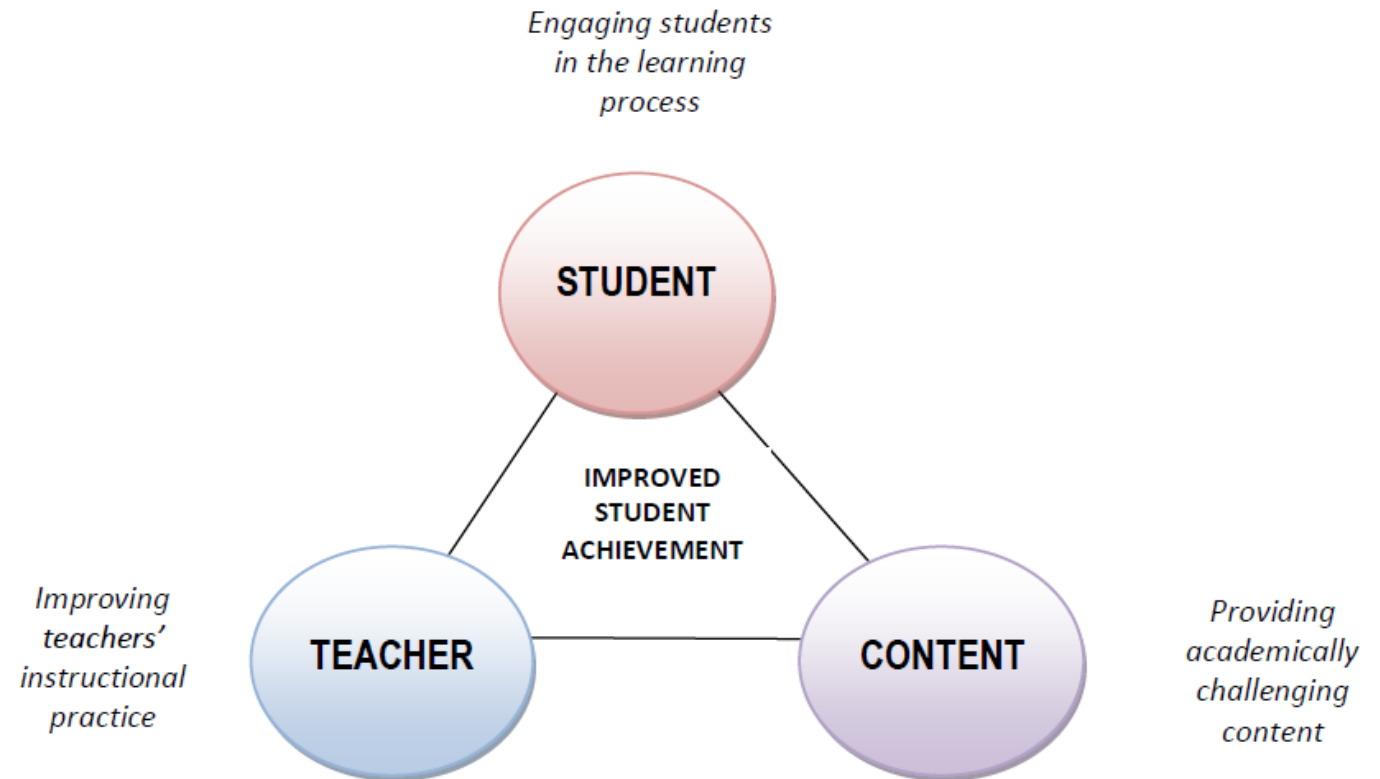 Engaging students
in the learning
process
STUDENT
IMPROVED
STUDENT
ACHIEVEMENT
Improving
teachers’
instructional
practice
TEACHER
CONTENT
Providing
academically
challenging
content